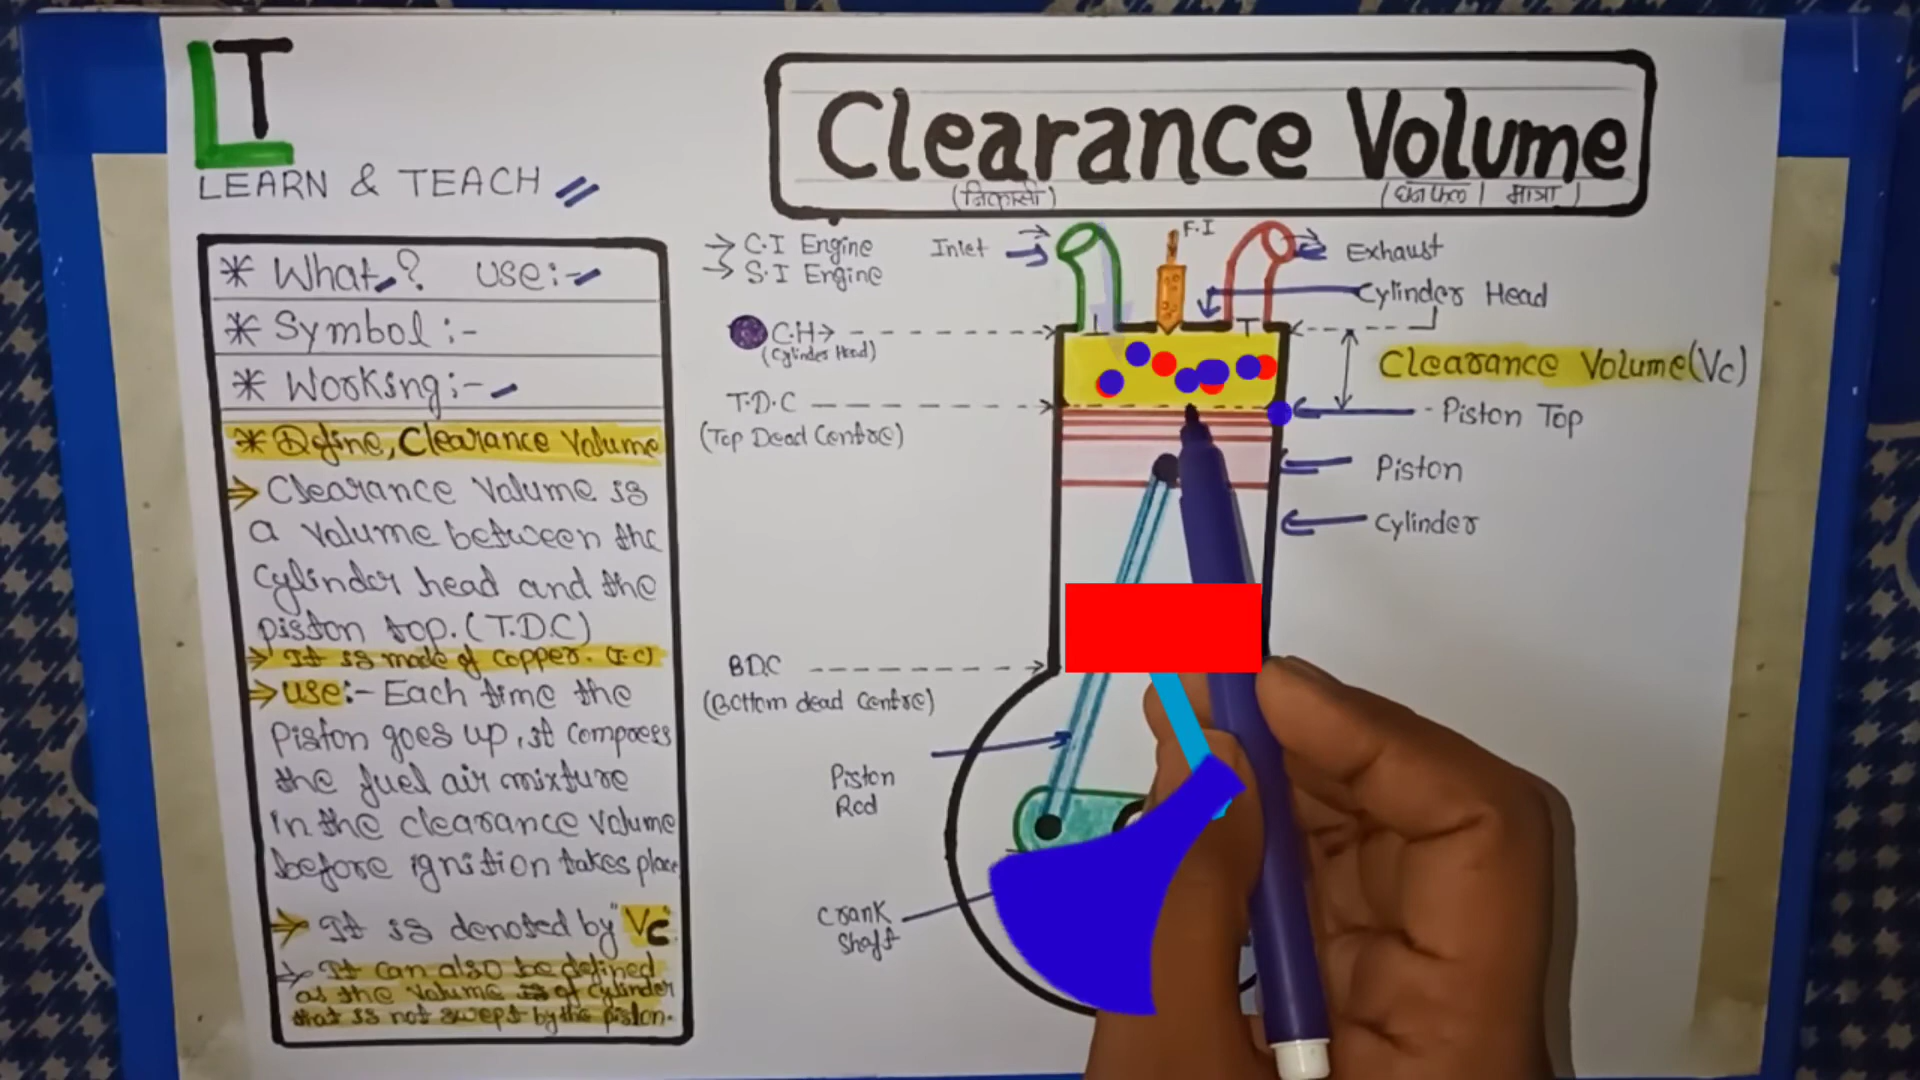 LT
LEARN & TEACH
Clearance Volume
(निकासी) (घनफल । मात्रा)
* What? use:-
* Symbol:-
* Working:-
* Define, Clearance Volume
Clearance Volume is
a volume between the
Cylinder head and the
piston top. (T.D.C)
It is made of copper. (I.C)
use:- Each time the
piston goes up, it compress
the fuel air mixture
in the clearance volume
before ignition takes place
It is denoted by "Vc"
It can also be defined
as the volume of cylinder
that is not swept by the piston.
C.I Engine
S.I Engine
Inlet
F.I
Exhaust
Cylinder Head
C.H
(Cylinder Head)
I
T
Clearance Volume (Vc)
T.D.C
(Top Dead Centre)
Piston Top
Piston
Cylinder
B.D.C
(Bottom dead Centre)
Piston
Rod
Crank
Shaft